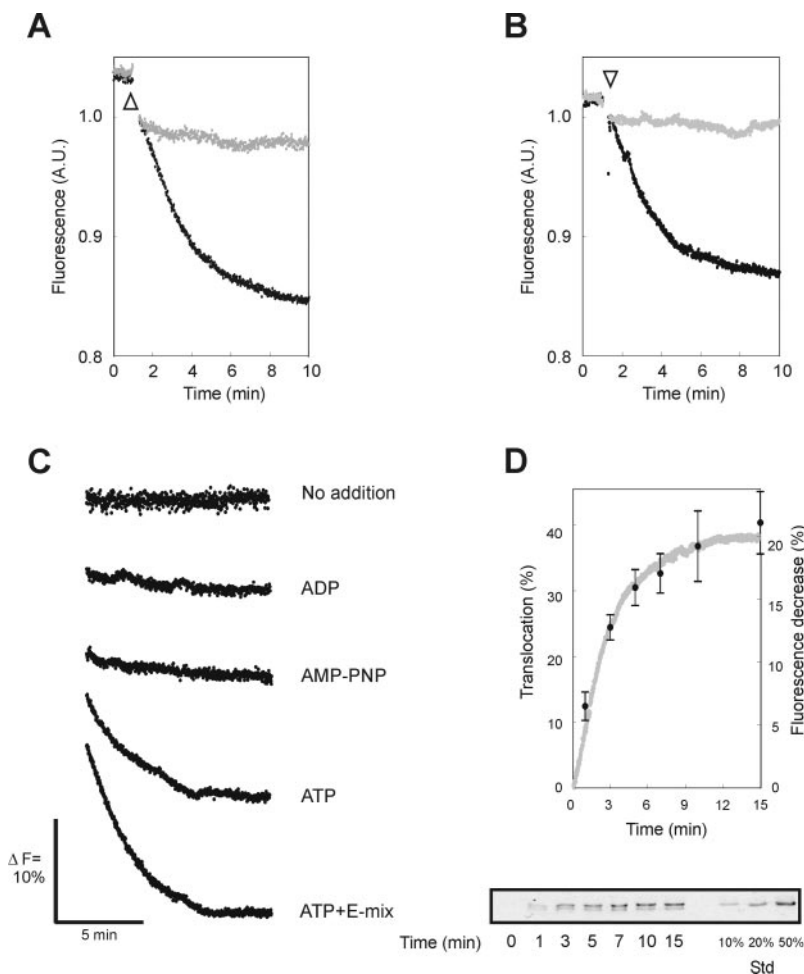 A
B
1.0
0.9
0.8
Fluorescence (A.U.)
0 2 4 6 8 10
Time (min)
1.0
0.9
0.8
Fluorescence (A.U.)
0 2 4 6 8 10
Time (min)
C
No addition
ADP
AMP-PNP
ATP
ATP+E-mix
Δ F=
10%
5 min
D
40
30
20
10
0
Translocation (%)
20
15
10
5
0
Fluorescence decrease (%)
0 3 6 9 12 15
Time (min)
Time (min) 0 1 3 5 7 10 15 10% 20% 50%
Std